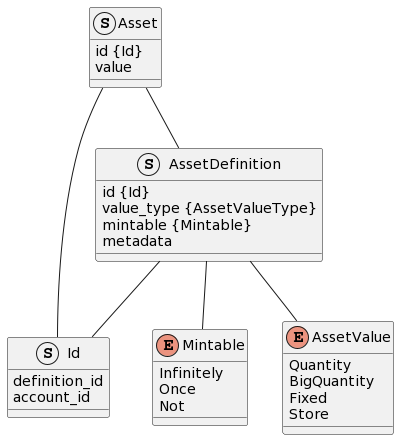 S Asset
id {Id}
value
S AssetDefinition
id {Id}
value_type {AssetValueType}
mintable {Mintable}
metadata
S Id
definition_id
account_id
E Mintable
Infinitely
Once
Not
E AssetValue
Quantity
BigQuantity
Fixed
Store